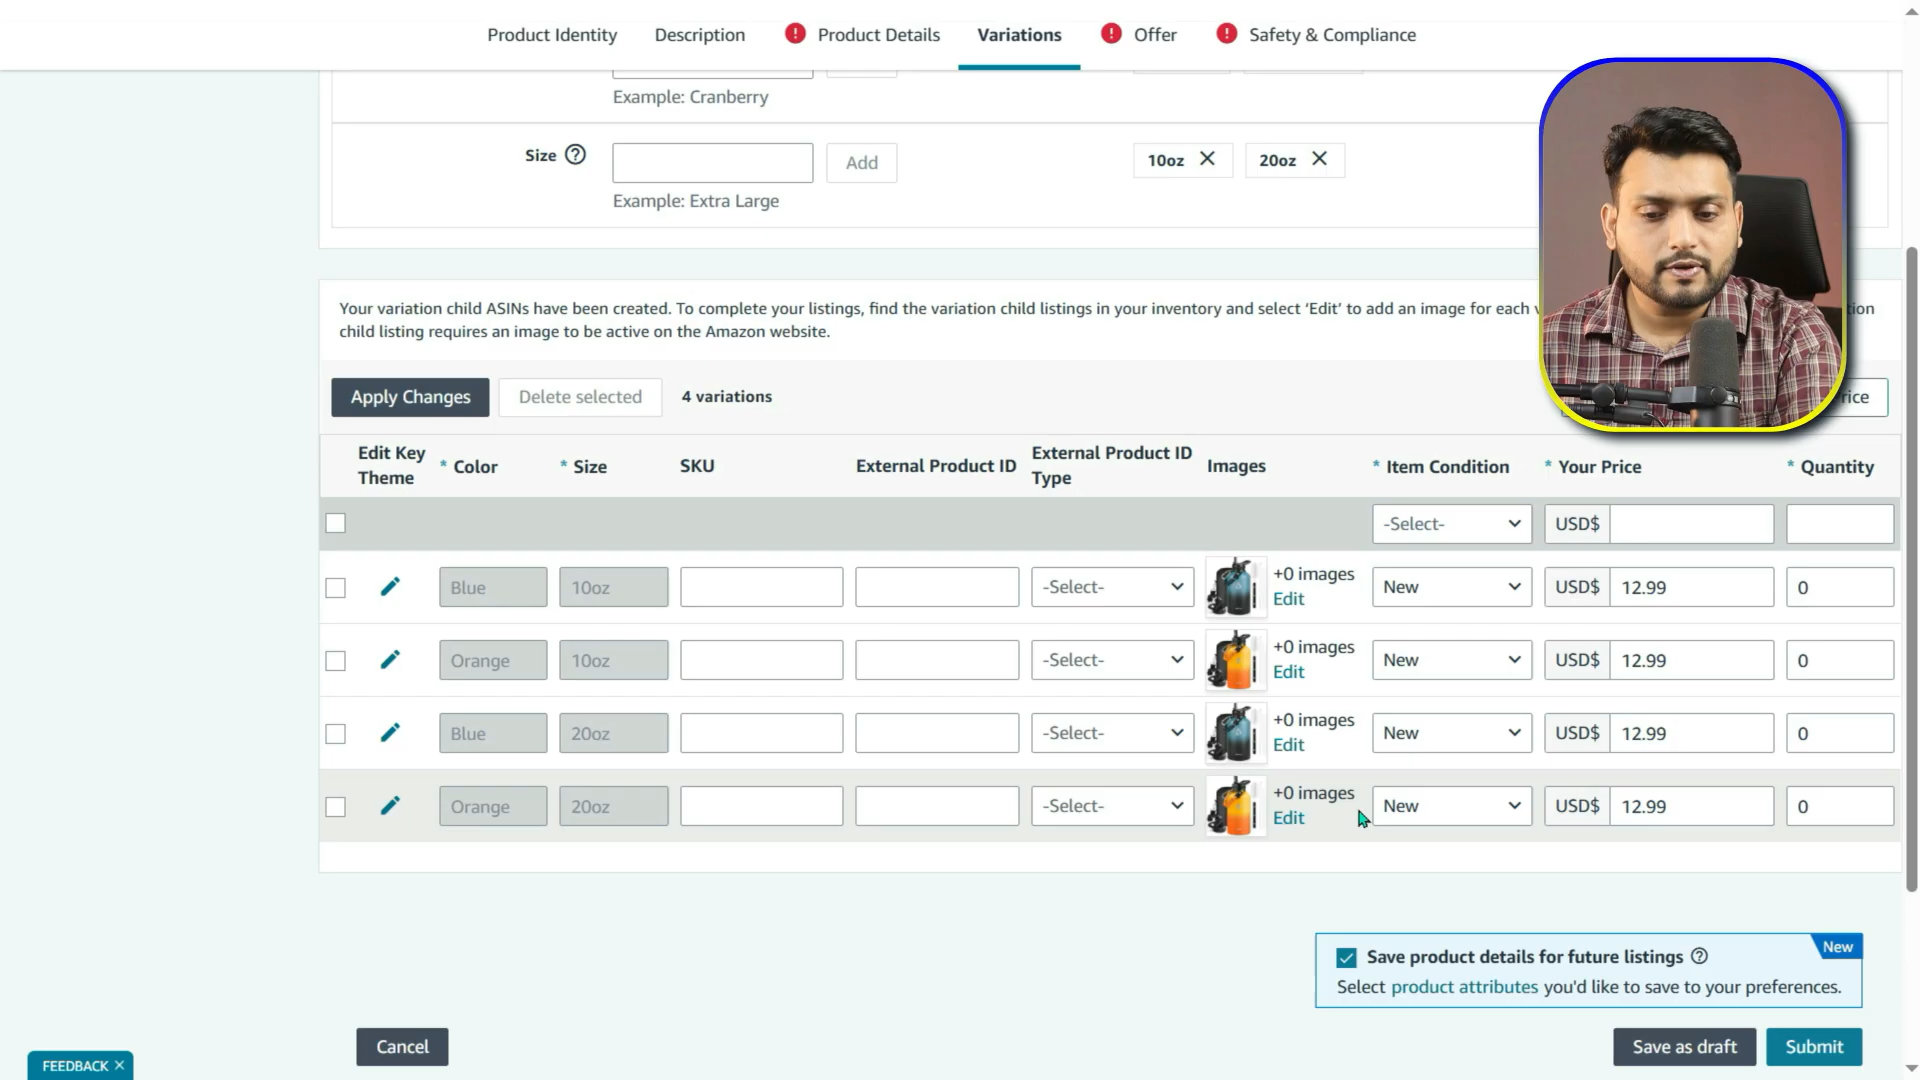 Product Identity Description ! Product Details Variations ! Offer ! Safety & Compliance
Example: Cranberry
Size ? Add 10oz 20oz
Example: Extra Large
Your variation child ASINs have been created. To complete your listings, find the variation child listings in your inventory and select ‘Edit’ to add an image for each
child listing requires an image to be active on the Amazon website.
Apply Changes Delete selected 4 variations
Edit Key Theme * Color * Size SKU External Product ID External Product ID Type Images * Item Condition * Your Price * Quantity
-Select- USD$
Blue 10oz -Select- +0 images Edit New USD$ 12.99 0
Orange 10oz -Select- +0 images Edit New USD$ 12.99 0
Blue 20oz -Select- +0 images Edit New USD$ 12.99 0
Orange 20oz -Select- +0 images Edit New USD$ 12.99 0
New
Save product details for future listings ?
Select product attributes you'd like to save to your preferences.
Cancel Save as draft Submit
FEEDBACK